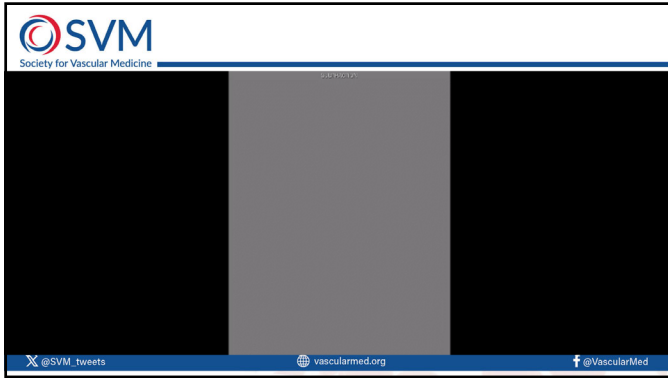 SVM
Society for Vascular Medicine
@SVM_tweets
vascularmed.org
@VascularMed